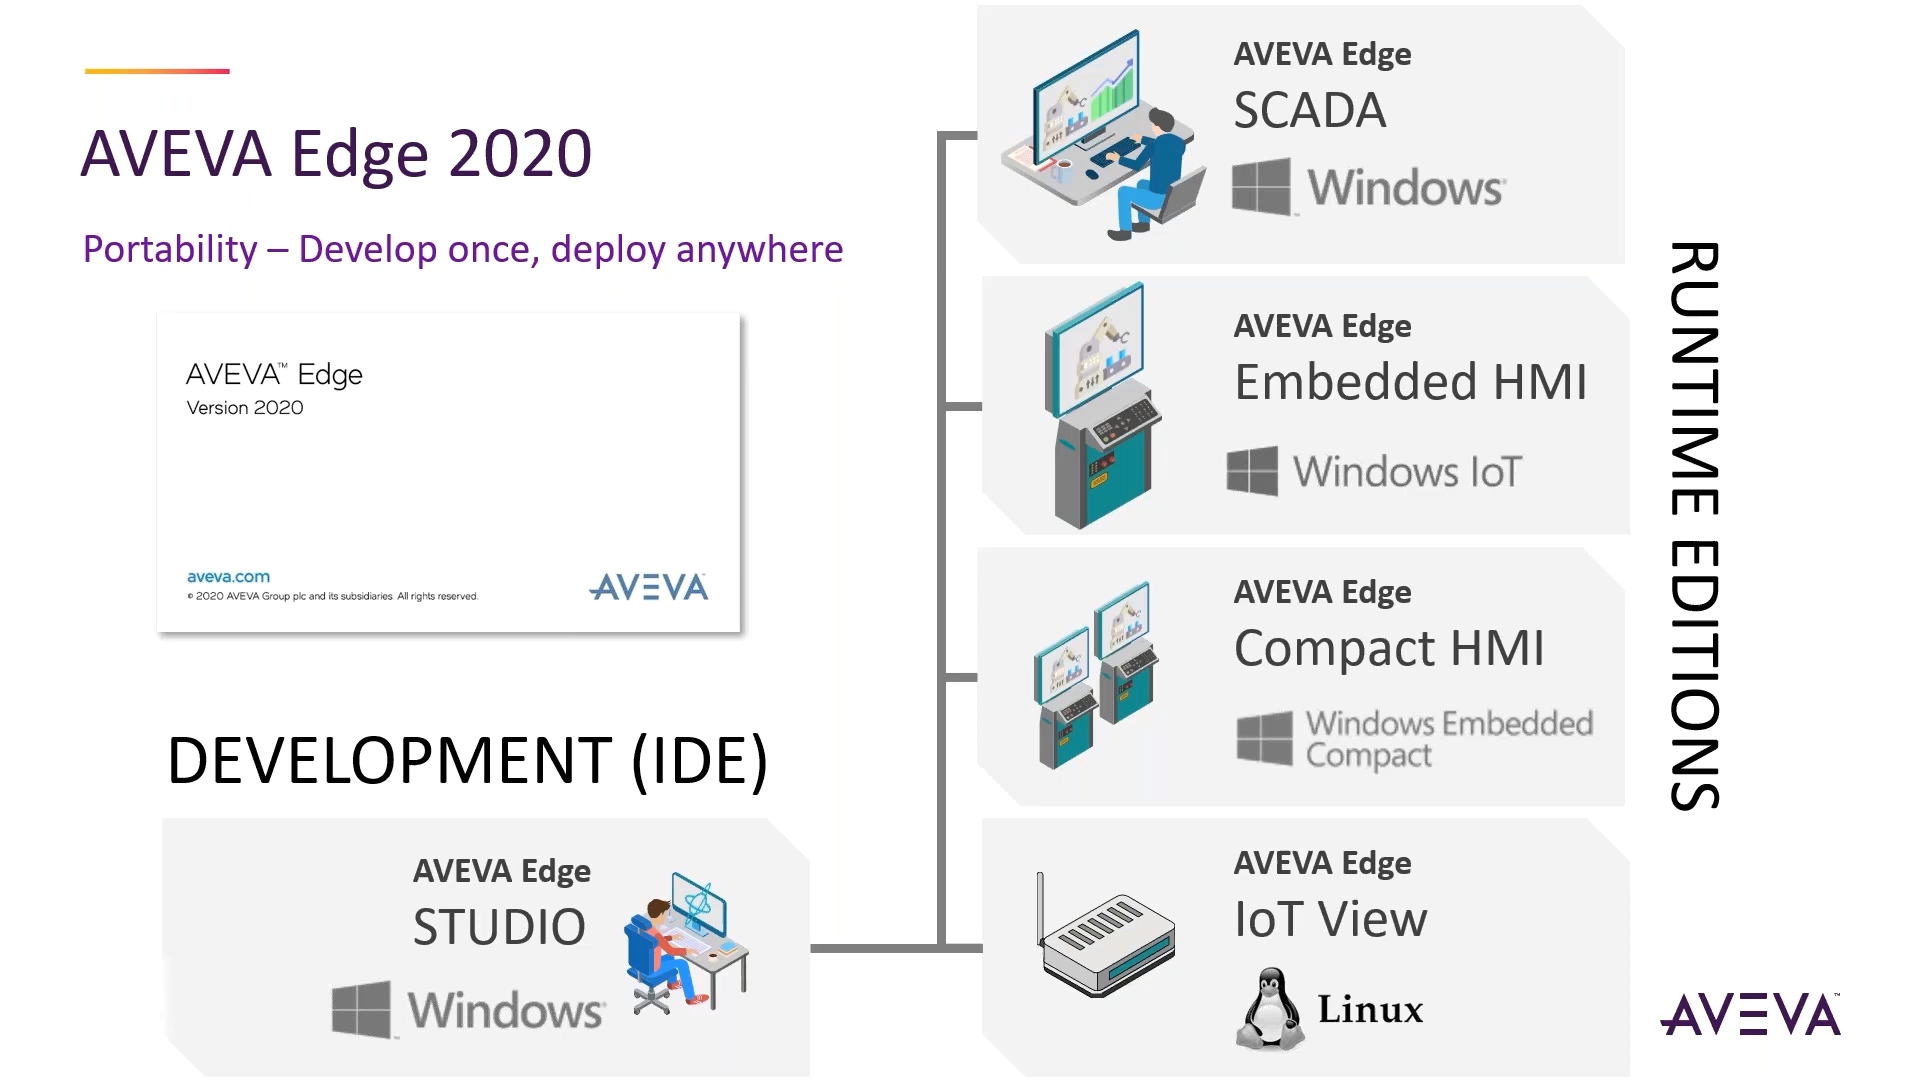 AVEVA Edge 2020
Portability – Develop once, deploy anywhere
AVEVA™ Edge
Version 2020
aveva.com
© 2020 AVEVA Group plc and its subsidiaries. All rights reserved.
AVEVA™
DEVELOPMENT (IDE)
AVEVA Edge
STUDIO
Windows®
AVEVA Edge
SCADA
Windows®
AVEVA Edge
Embedded HMI
Windows IoT
AVEVA Edge
Compact HMI
Windows Embedded
Compact
AVEVA Edge
IoT View
Linux
RUNTIME EDITIONS
AVEVA™